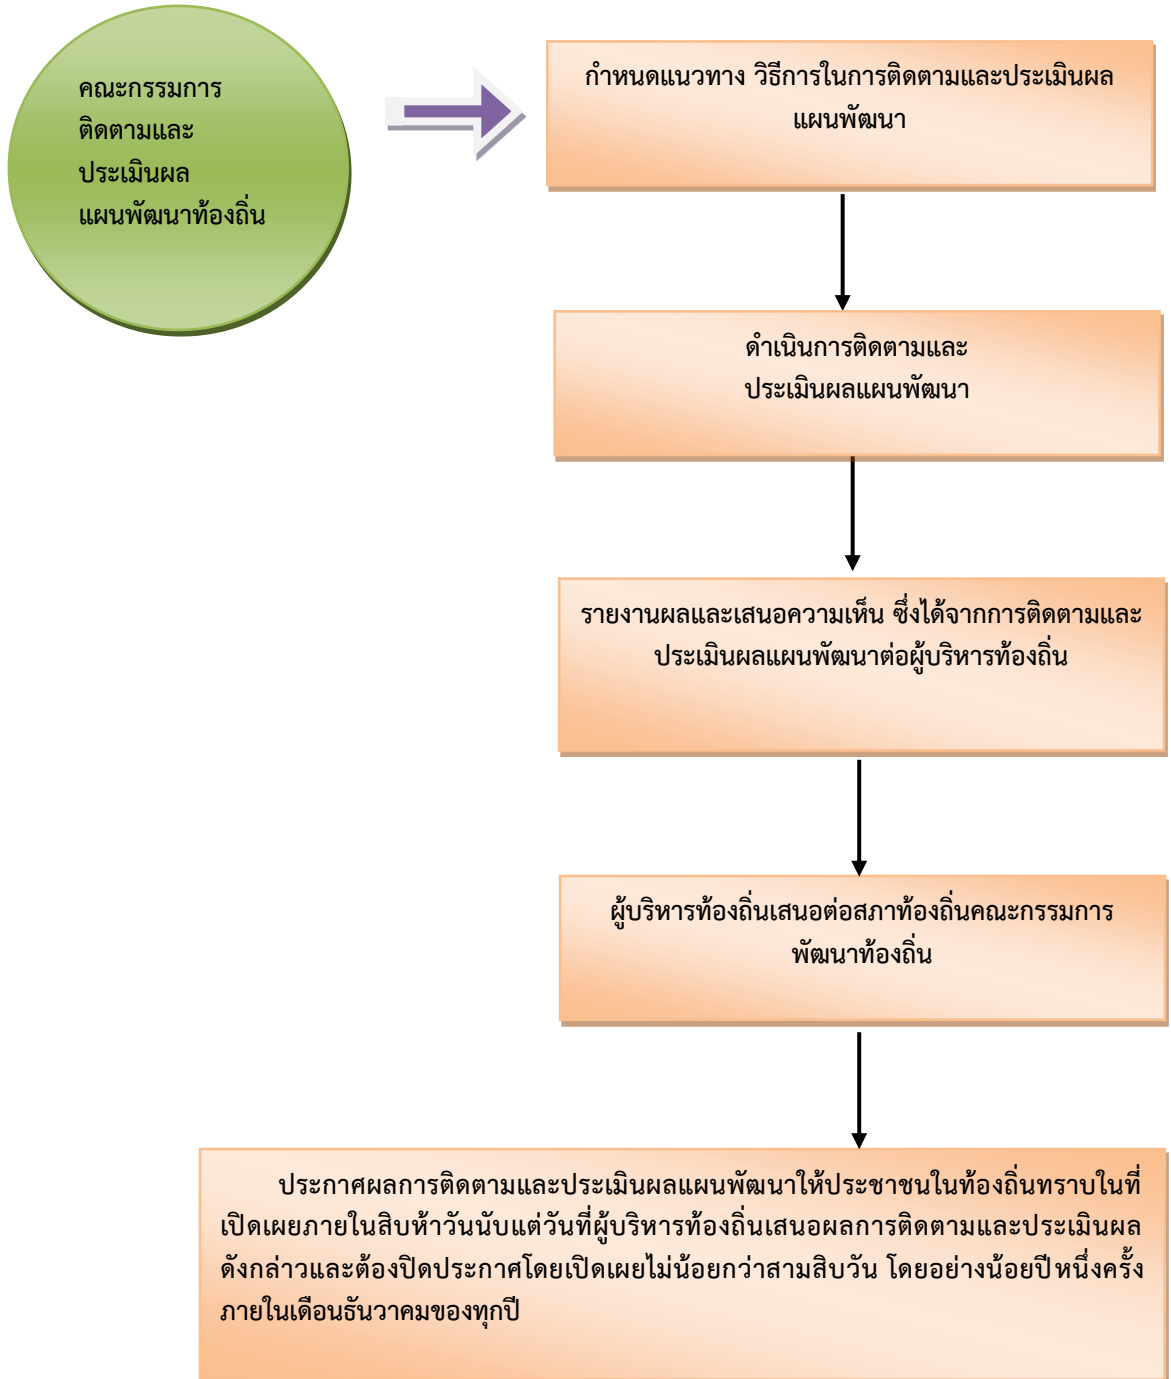 คณะกรรมการ
ติดตามและ
ประเมินผล
แผนพัฒนาท้องถิ่น
กำหนดแนวทาง วิธีการในการติดตามและประเมินผล
แผนพัฒนา
ดำเนินการติดตามและ
ประเมินผลแผนพัฒนา
รายงานผลและเสนอความเห็น ซึ่งได้จากการติดตามและ
ประเมินผลแผนพัฒนาต่อผู้บริหารท้องถิ่น
ผู้บริหารท้องถิ่นเสนอต่อสภาท้องถิ่นคณะกรรมการ
พัฒนาท้องถิ่น
ประกาศผลการติดตามและประเมินผลแผนพัฒนาให้ประชาชนในท้องถิ่นทราบในที่
เปิดเผยภายในสิบห้าวันนับแต่วันที่ผู้บริหารท้องถิ่นเสนอผลการติดตามและประเมินผล
ดังกล่าวและต้องปิดประกาศโดยเปิดเผยไม่น้อยกว่าสามสิบวัน โดยอย่างน้อยปีหนึ่งครั้ง
ภายในเดือนธันวาคมของทุกปี